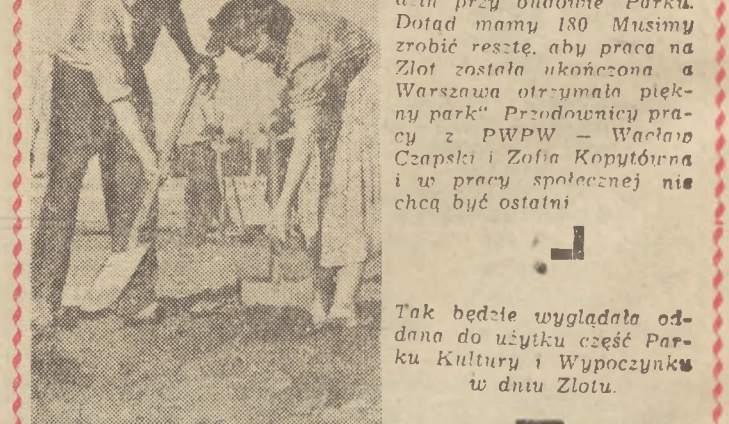 przy budowie Parku.
Dotąd mamy 180 Musimy
zrobić resztę, aby praca na
Zlot została ukończona a
Warszawa otrzymała pięk-
ny park" Przodownicy pra-
cy z PWPW — Wacław
Czapski i Zofia Kopytówna
i w pracy społecznej nie
chcą być ostatni
Tak będzie wyglądała od-
dana do użytku część Par-
ku Kultury i Wypoczynku
w dniu Zlotu.